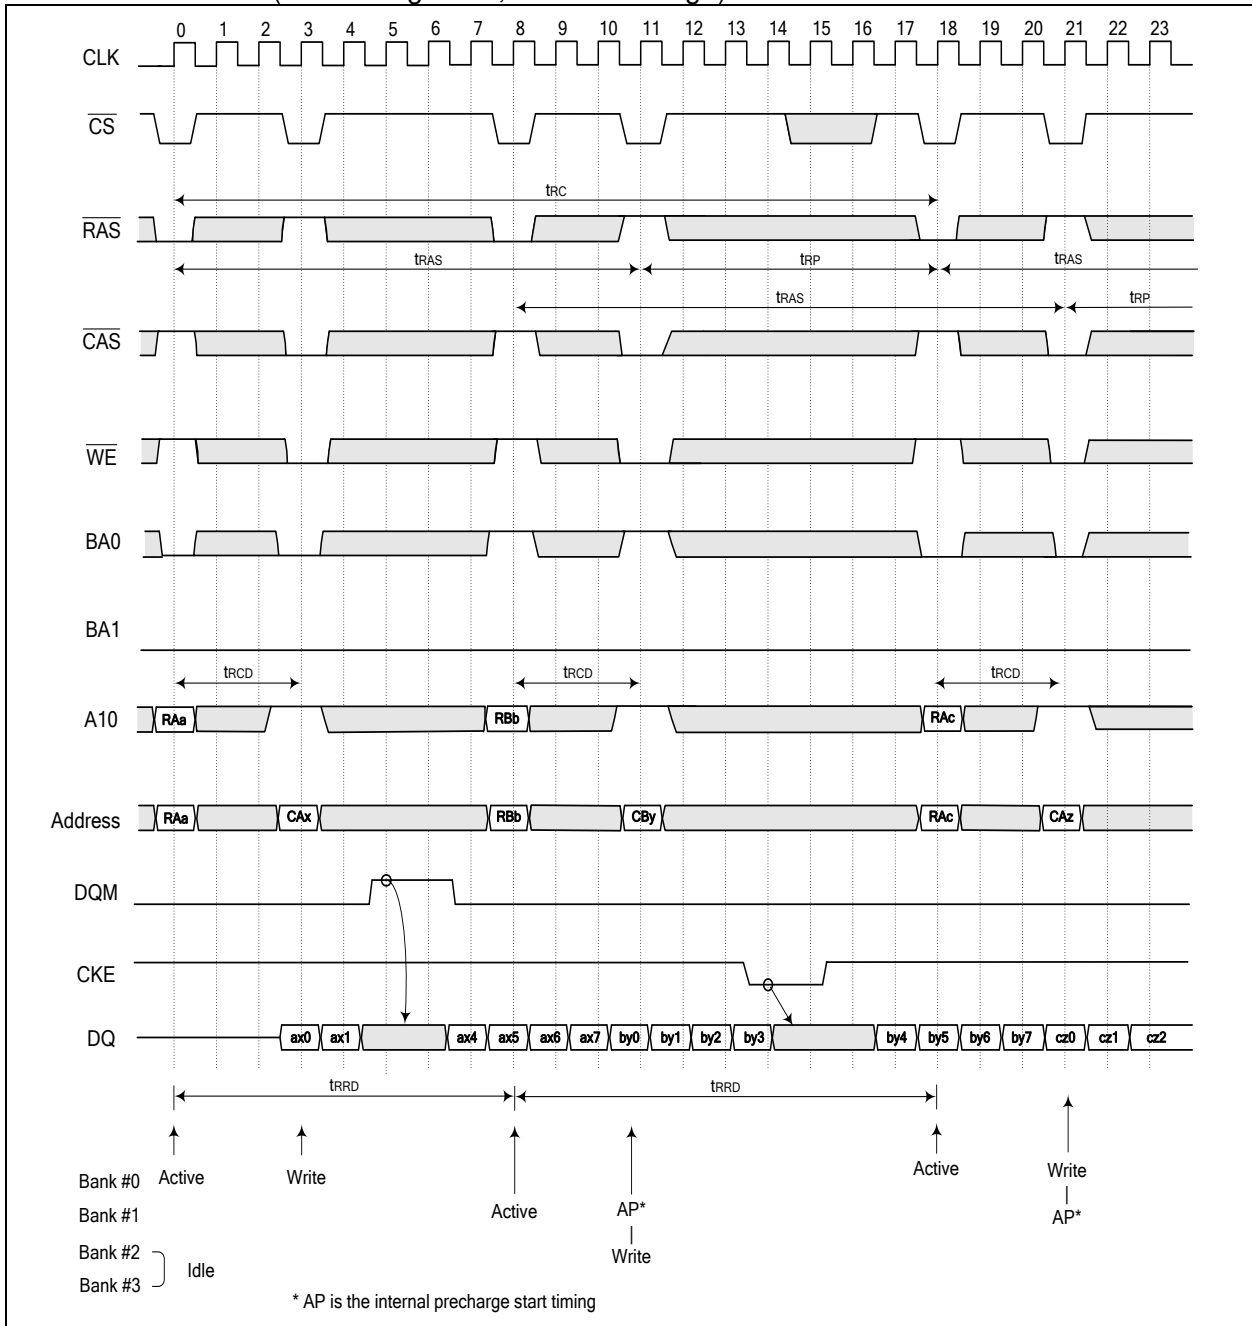 0 1 2 3 4 5 6 7 8 9 10 11 12 13 14 15 16 17 18 19 20 21 22 23
CLK
CS
tRC
RAS
tRAS tRP tRAS
tRAS tRP
CAS
WE
BA0
BA1
tRCD tRCD tRCD
A10 RAa RBb RAc
Address RAa CAx RBb CBy RAc CAz
DQM
CKE
DQ ax0 ax1 ax4 ax5 ax6 ax7 by0 by1 by2 by3 by4 by5 by6 by7 cz0 cz1 cz2
tRRD tRRD
Bank #0 Active Write Active Write
Bank #1 Active AP* AP*
Bank #2 Write
Idle
Bank #3
* AP is the internal precharge start timing